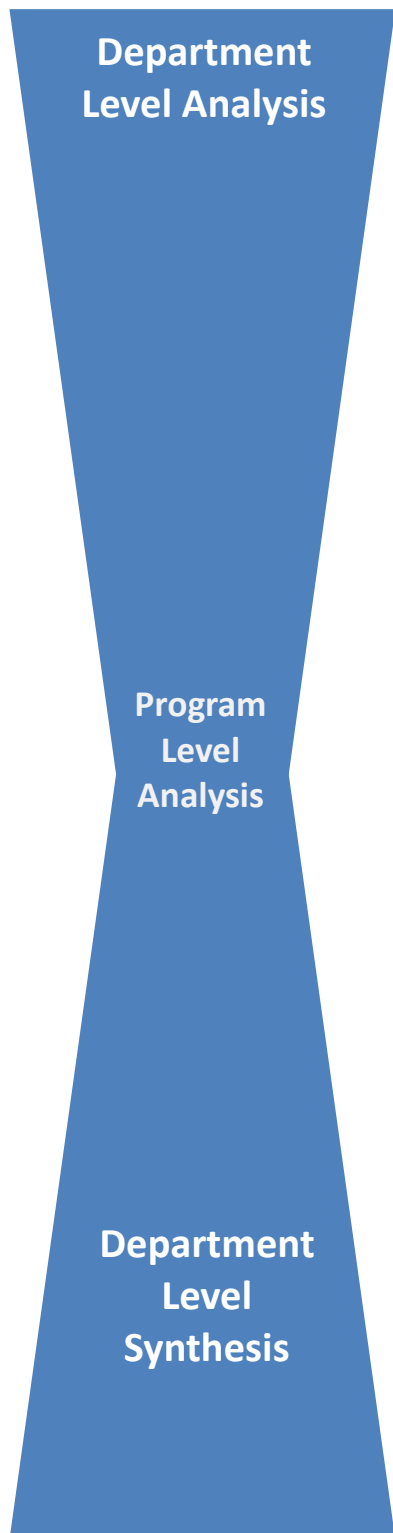 Department
Level Analysis
Program
Level
Analysis
Department
Level
Synthesis